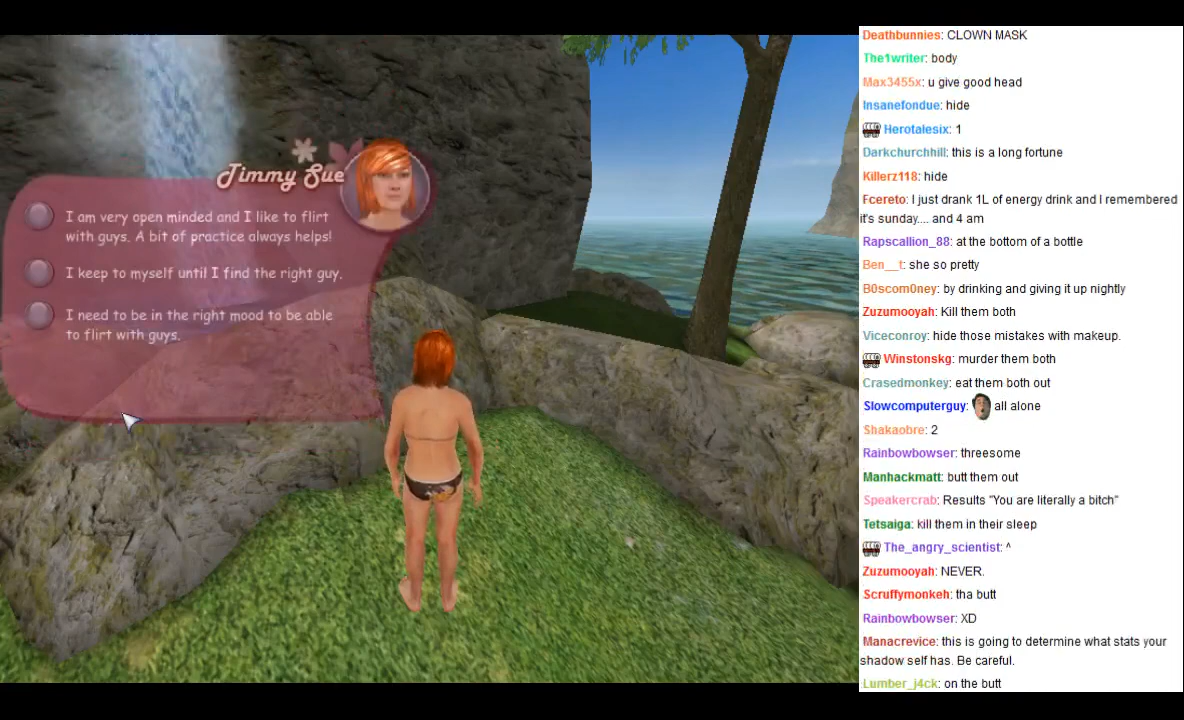 Jimmy Sue
I am very open minded and I like to flirt
with guys. A bit of practice always helps!
I keep to myself until I find the right guy.
I need to be in the right mood to be able
to flirt with guys.
Deathbunnies: CLOWN MASK
The1writer: body
Max3455x: u give good head
Insanefondue: hide
Herotalesix: 1
Darkchurchhill: this is a long fortune
Killerz118: hide
Fcereto: I just drank 1L of energy drink and I remembered
it's sunday.... and 4 am
Rapscallion_88: at the bottom of a bottle
Ben__t: she so pretty
B0scom0ney: by drinking and giving it up nightly
Zuzumooyah: Kill them both
Viceconroy: hide those mistakes with makeup.
Winstonskg: murder them both
Crasedmonkey: eat them both out
Slowcomputerguy: all alone
Shakaobre: 2
Rainbowbowser: threesome
Manhackmatt: butt them out
Speakercrab: Results "You are literally a bitch"
Tetsaiga: kill them in their sleep
The_angry_scientist: ^
Zuzumooyah: NEVER.
Scruffymonkeh: tha butt
Rainbowbowser: XD
Manacrevice: this is going to determine what stats your
shadow self has. Be careful.
Lumber_j4ck: on the butt